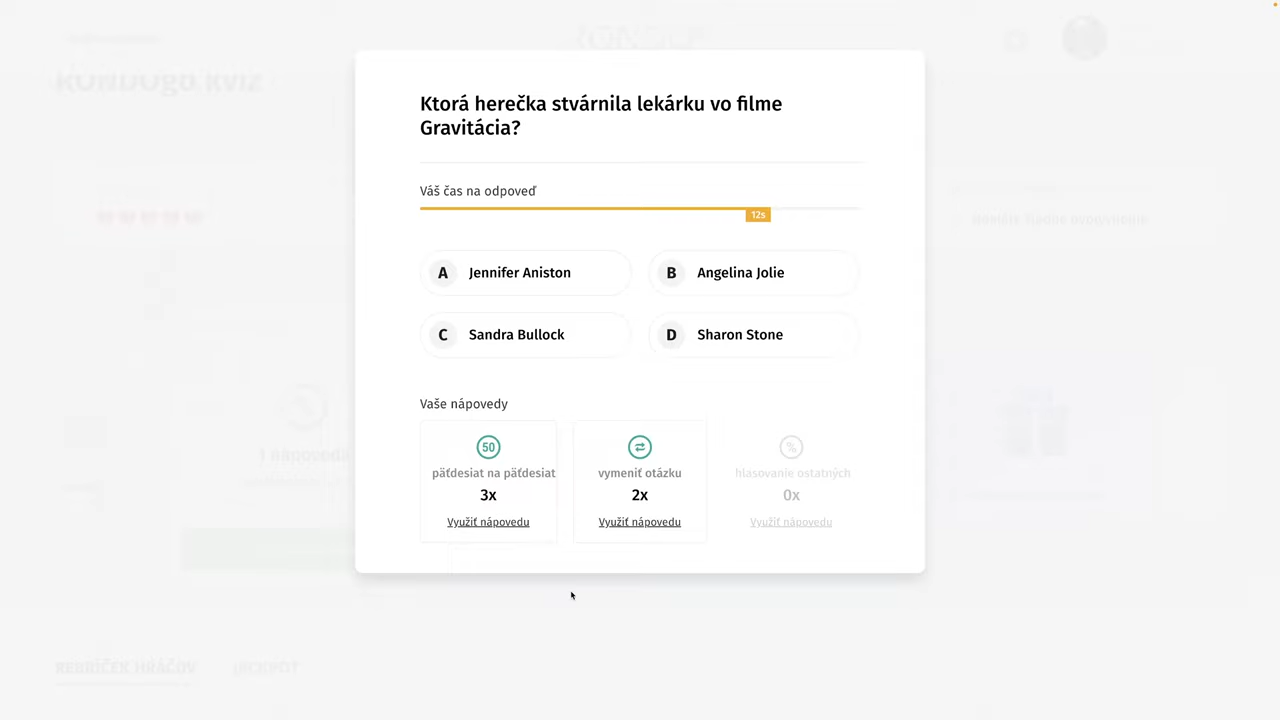 Ktorá herečka stvárnila lekárku vo filme
Gravitácia?
Váš čas na odpoveď
12s
A Jennifer Aniston
B Angelina Jolie
C Sandra Bullock
D Sharon Stone
Vaše nápovedy
50
päťdesiat na päťdesiat
3x
Využiť nápovedu
vymeniť otázku
2x
Využiť nápovedu
%
hlasovanie ostatných
0x
Využiť nápovedu